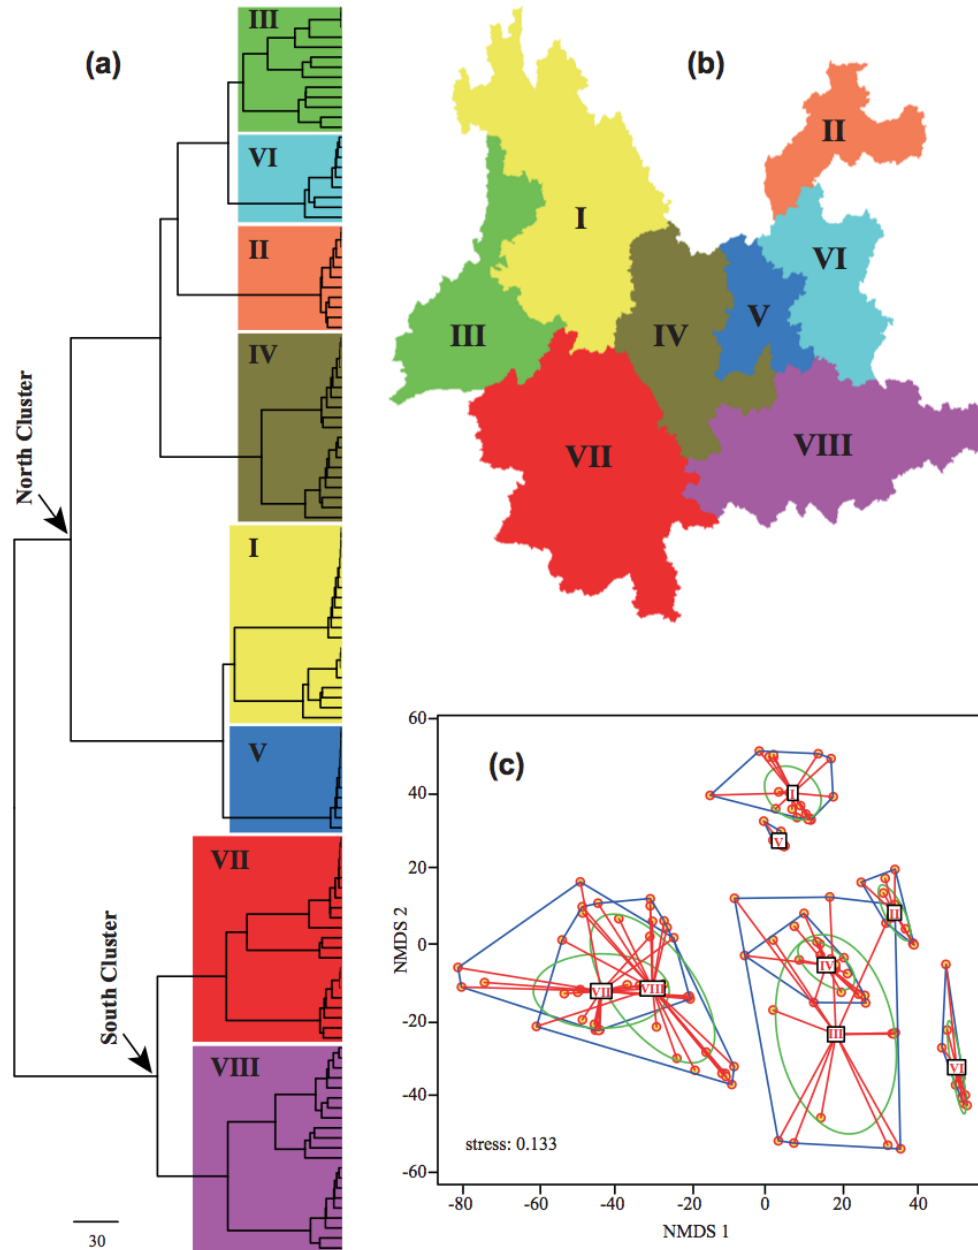 (a)
III
VI
II
IV
I
V
VII
VIII
North Cluster
South Cluster
30
(b)
I
II
III
IV
V
VI
VII
VIII
(c)
60
40
20
0
-20
-40
-60
NMDS 2
I
V
II
IV
III
VI
VII
VIII
stress: 0.133
-80
-60
-40
-20
0
20
40
NMDS 1